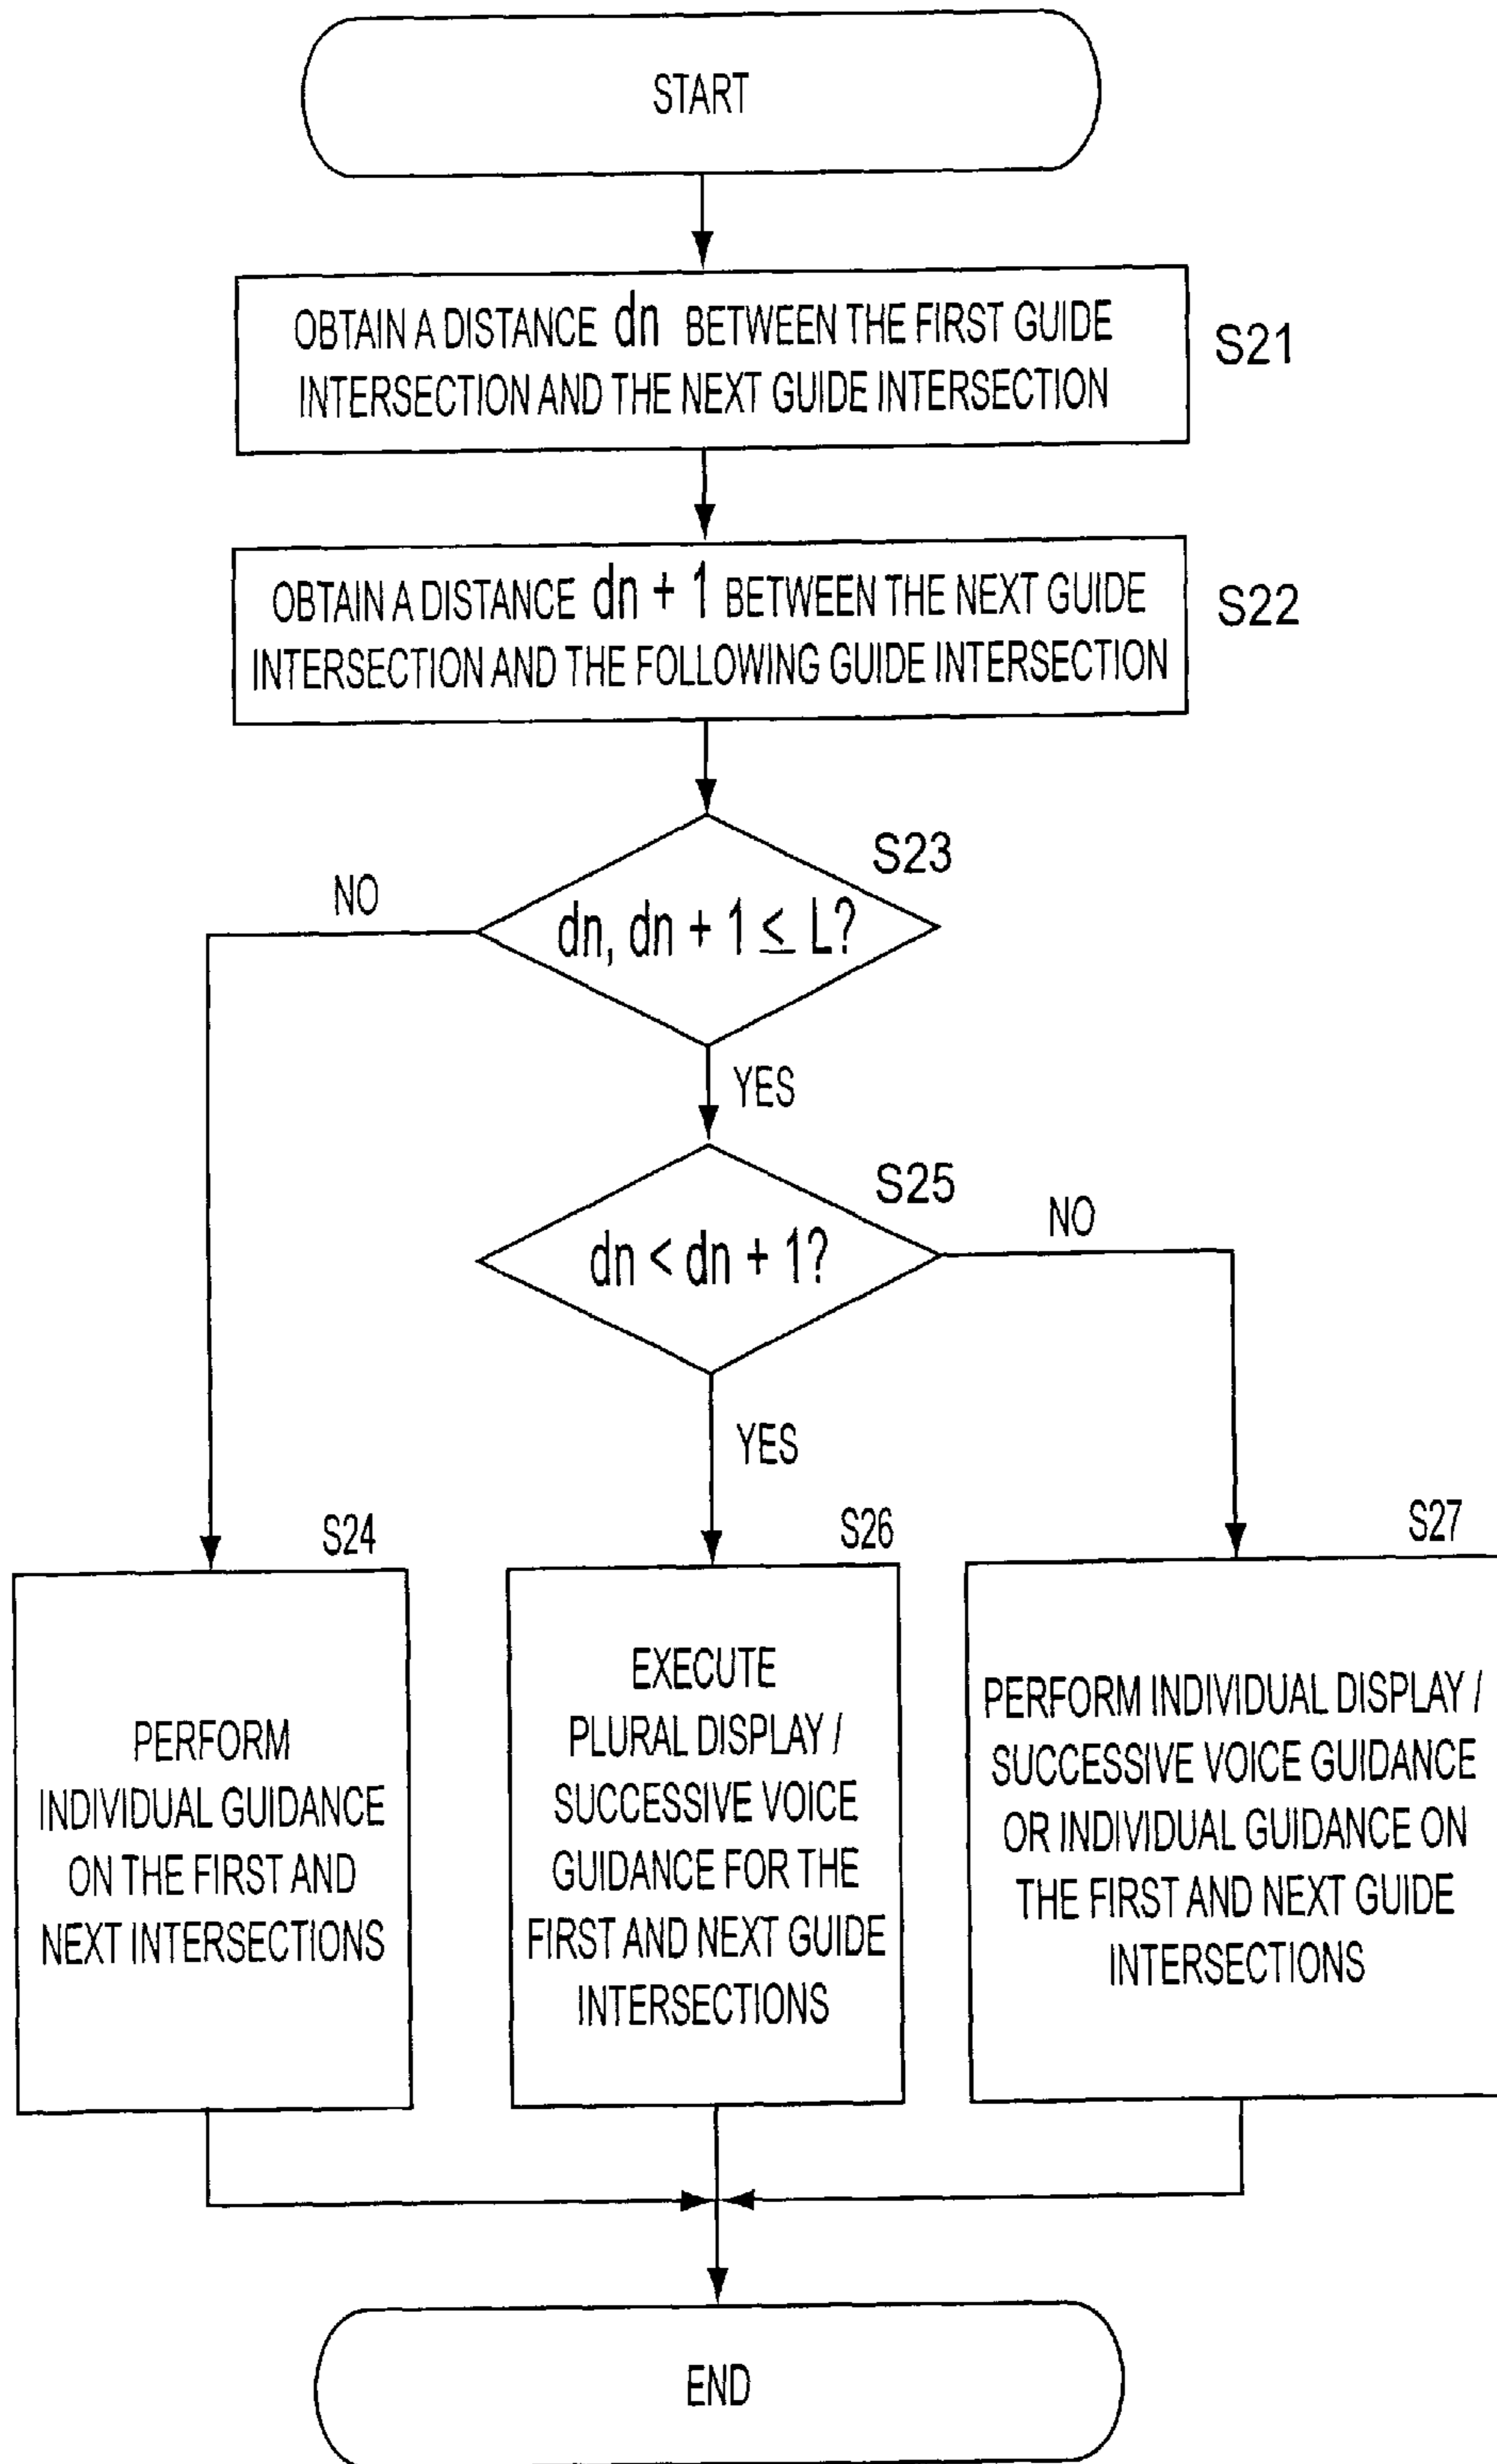 START
OBTAIN A DISTANCE dn BETWEEN THE FIRST GUIDE
INTERSECTION AND THE NEXT GUIDE INTERSECTION
S21
OBTAIN A DISTANCE dn + 1 BETWEEN THE NEXT GUIDE
INTERSECTION AND THE FOLLOWING GUIDE INTERSECTION
S22
S23
NO
dn, dn + 1 ≤ L?
YES
S25
NO
dn < dn + 1?
YES
S24
PERFORM
INDIVIDUAL GUIDANCE
ON THE FIRST AND
NEXT INTERSECTIONS
S26
EXECUTE
PLURAL DISPLAY /
SUCCESSIVE VOICE
GUIDANCE FOR THE
FIRST AND NEXT GUIDE
INTERSECTIONS
S27
PERFORM INDIVIDUAL DISPLAY /
SUCCESSIVE VOICE GUIDANCE
OR INDIVIDUAL GUIDANCE ON
THE FIRST AND NEXT GUIDE
INTERSECTIONS
END